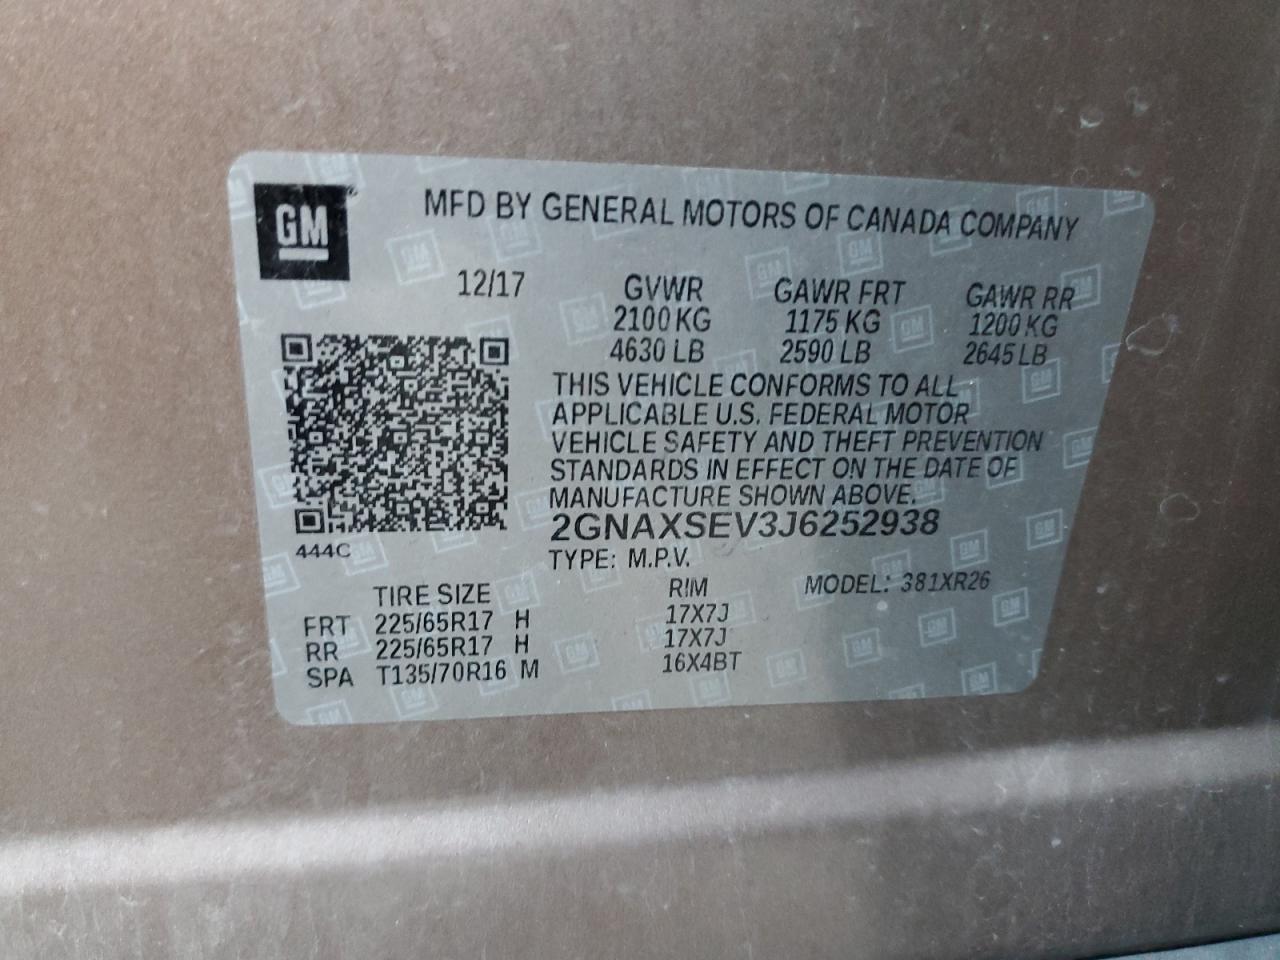 GM
MFD BY GENERAL MOTORS OF CANADA COMPANY
12/17 GVWR GAWR FRT GAWR RR
2100 KG 1175 KG 1200 KG
4630 LB 2590 LB 2645 LB
THIS VEHICLE CONFORMS TO ALL
APPLICABLE U.S. FEDERAL MOTOR
VEHICLE SAFETY AND THEFT PREVENTION
STANDARDS IN EFFECT ON THE DATE OF
MANUFACTURE SHOWN ABOVE.
2GNAXSEV3J6252938
444C
TYPE: M.P.V.
TIRE SIZE RIM MODEL: 381XR26
FRT 225/65R17 H 17X7J
RR 225/65R17 H 17X7J
SPA T135/70R16 M 16X4BT